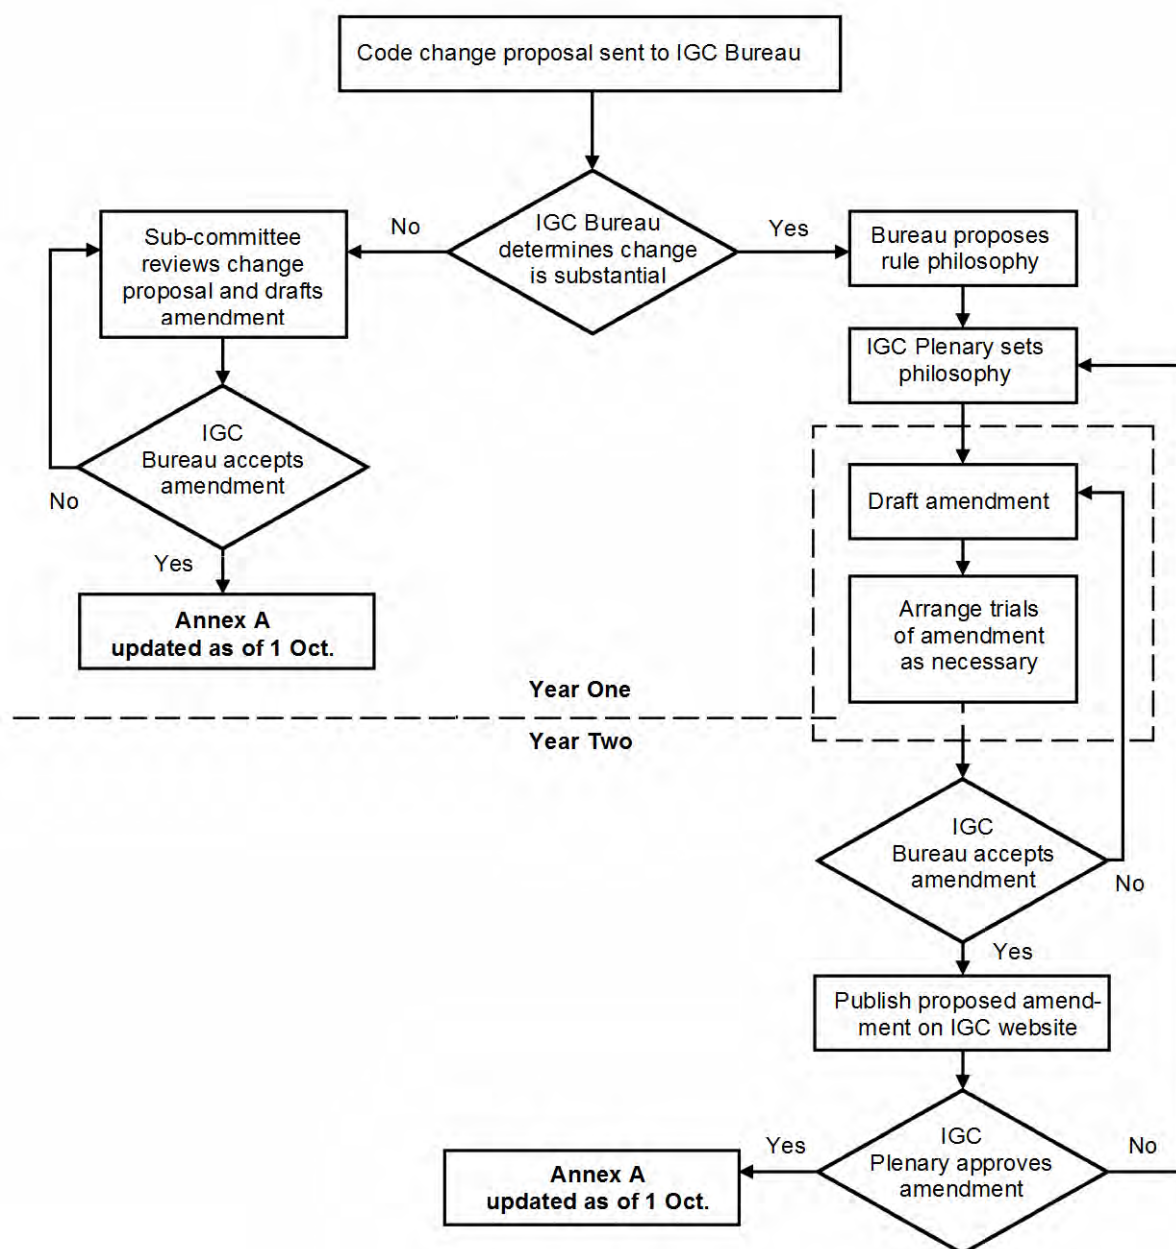 Code change proposal sent to IGC Bureau
No
IGC Bureau
determines change
is substantial
Yes
Sub-committee
reviews change
proposal and drafts
amendment
Bureau proposes
rule philosophy
IGC Plenary sets
philosophy
IGC
Bureau accepts
amendment
No
Yes
Annex A
updated as of 1 Oct.
Draft amendment
Arrange trials
of amendment
as necessary
Year One
Year Two
IGC
Bureau accepts
amendment
No
Yes
Publish proposed amend-
ment on IGC website
IGC
Plenary approves
amendment
Yes
No
Annex A
updated as of 1 Oct.